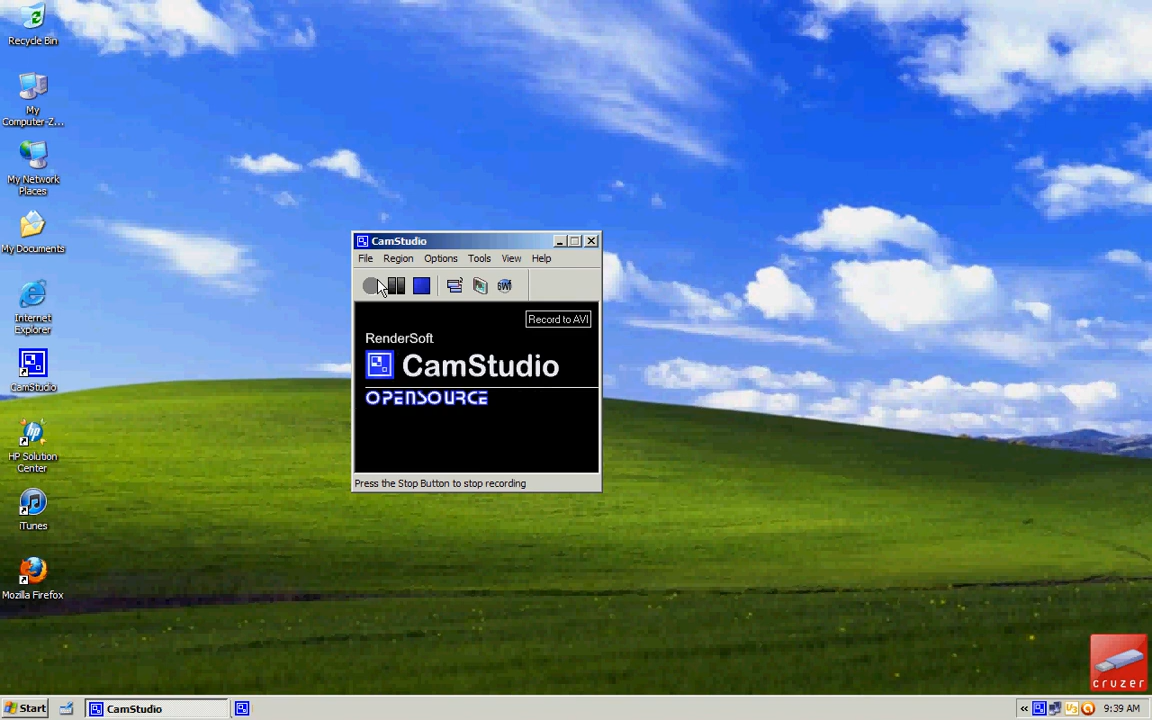 Recycle Bin
My
Computer-Z...
My Network
Places
My Documents
Internet
Explorer
CamStudio
HP Solution
Center
iTunes
Mozilla Firefox
CamStudio
File Region Options Tools View Help
Record to AVI
RenderSoft
CamStudio
OPENSOURCE
Press the Stop Button to stop recording
cruzer
Start
CamStudio
9:39 AM